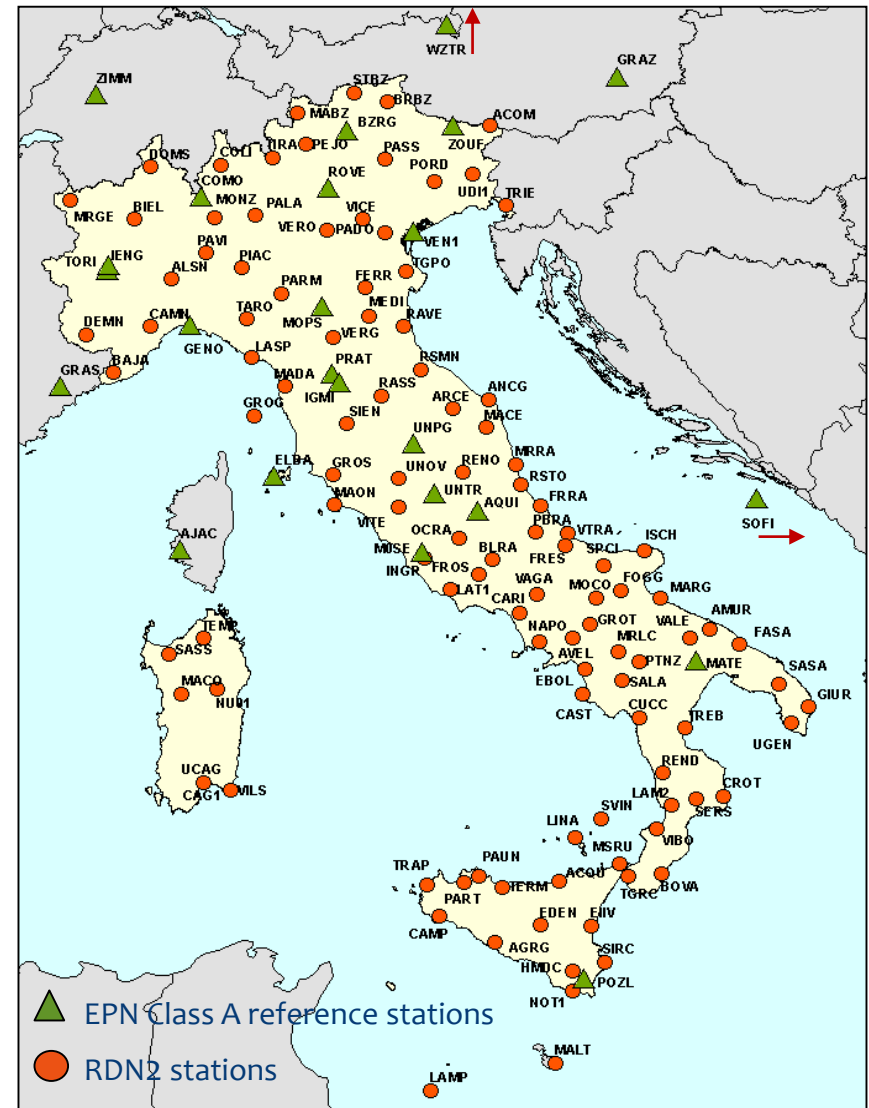 WZTR
GRAZ
ZIMM
STBZ
BRBZ
MABZ
BZRG
ACOM
ZOUF
TIRA
PEJO
PASS
COLI
DOMS
PORD
ROVE
COMO
UDI1
MONZ
PALA
VICE
TRIE
MRGE
BIEL
VERO
PADO
VEN1
PAVI
IENG
TORI
PIAC
TGPO
ALSN
FERR
PARM
MEDI
TARO
MOPS
RAVE
CAMN
DEMN
VERG
GENO
LASP
BAJA
PRAT
RSMN
GRAS
MADA
IGMI
RASS
ANCG
ARCE
GROG
SIEN
MACE
UNPG
ELBA
GROS
UNOV
RENO
MRRA
RSTO
MAON
UNTR
AQUI
FRRA
VITE
SOFI
AJAC
OCRA
PBRA
VTRA
ISCH
M0SE
BLRA
FRES
SPCI
INGR
FROS
LAT1
VAGA
MOCO
FOGG
MARG
CARI
GROT
VALE
AMUR
NAPO
MRLC
FASA
TEMP
SASS
AVEL
PTNZ
MATE
EBOL
SALA
SASA
MACO
NU01
CAST
CUCC
GIUR
TREB
UGEN
UCAG
REND
CAG1
VILS
LAM2
CROT
SVIN
SERS
LINA
VIBO
MSRU
PAUN
TRAP
ACQU
TERM
TGRC
BOVA
PART
CAMP
EDEN
EIIV
AGRG
SIRC
HMDC
POZL
NOT1
EPN Class A reference stations
MALT
RDN2 stations
LAMP